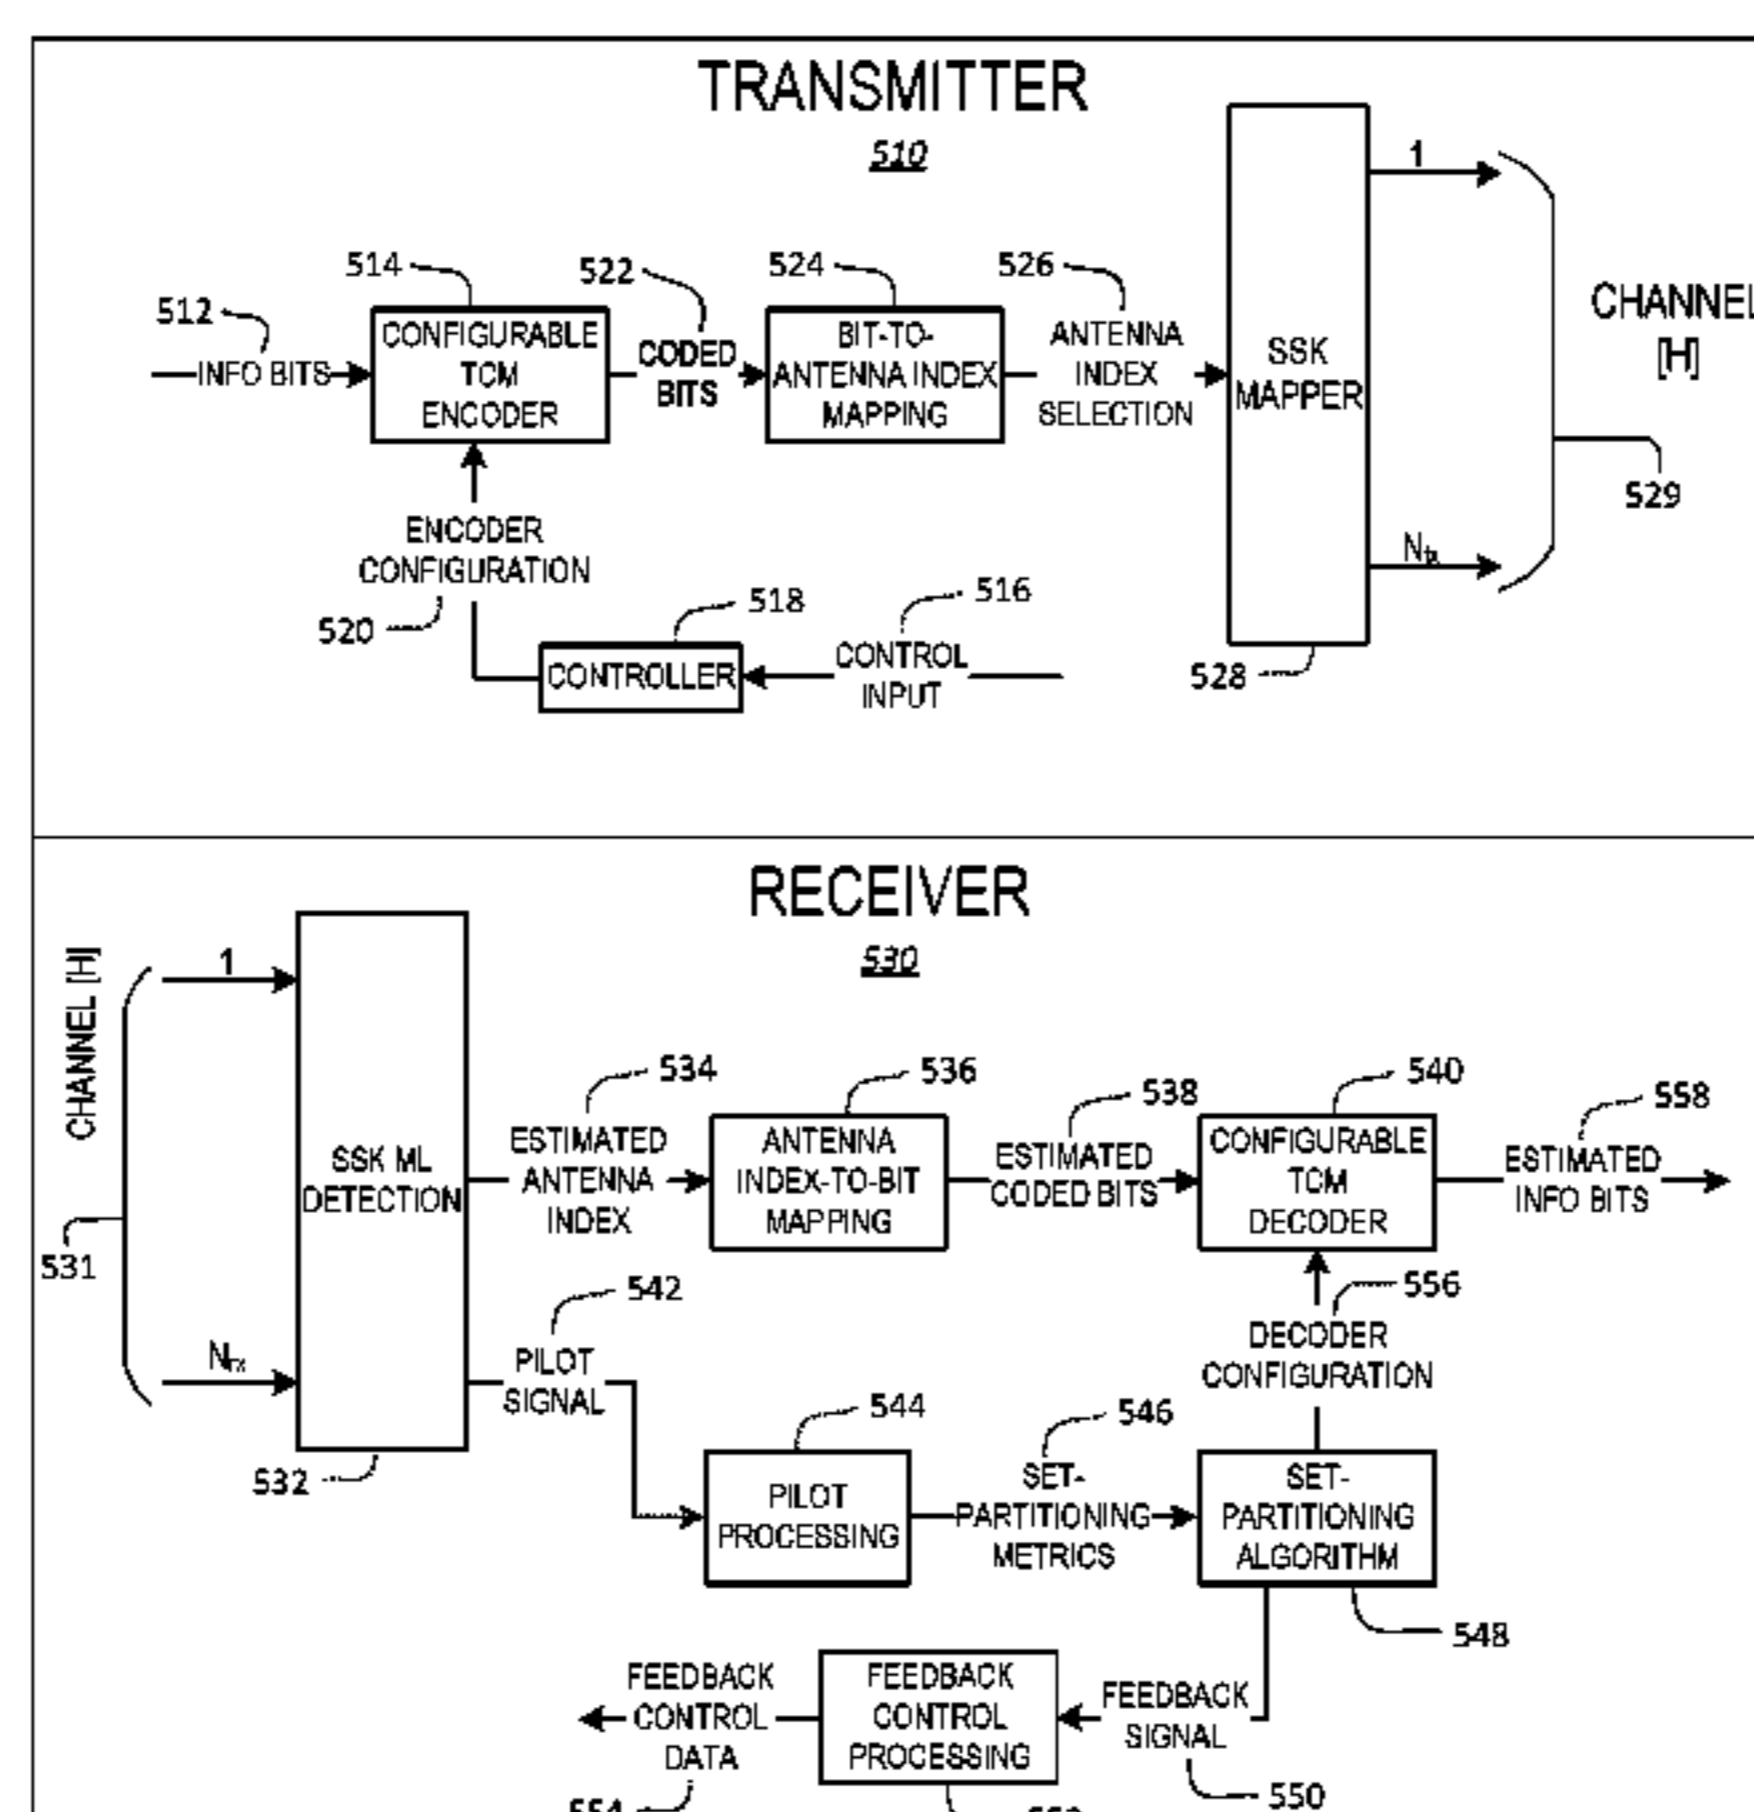 TRANSMITTER
510
514
522
524
526
512
INFO BITS
CONFIGURABLE
TCM
ENCODER
CODED
BITS
BIT-TO-
ANTENNA INDEX
MAPPING
ANTENNA
INDEX
SELECTION
SSK
MAPPER
1
Ntx
CHANNEL
[H]
529
ENCODER
CONFIGURATION
520
518
516
CONTROLLER
CONTROL
INPUT
528
RECEIVER
530
CHANNEL [H]
1
Nrx
531
SSK ML
DETECTION
532
534
ESTIMATED
ANTENNA
INDEX
536
ANTENNA
INDEX-TO-BIT
MAPPING
538
ESTIMATED
CODED BITS
540
CONFIGURABLE
TCM
DECODER
558
ESTIMATED
INFO BITS
542
PILOT
SIGNAL
556
DECODER
CONFIGURATION
544
PILOT
PROCESSING
546
SET-
PARTITIONING
METRICS
SET-
PARTITIONING
ALGORITHM
548
FEEDBACK
CONTROL
DATA
FEEDBACK
CONTROL
PROCESSING
FEEDBACK
SIGNAL
550